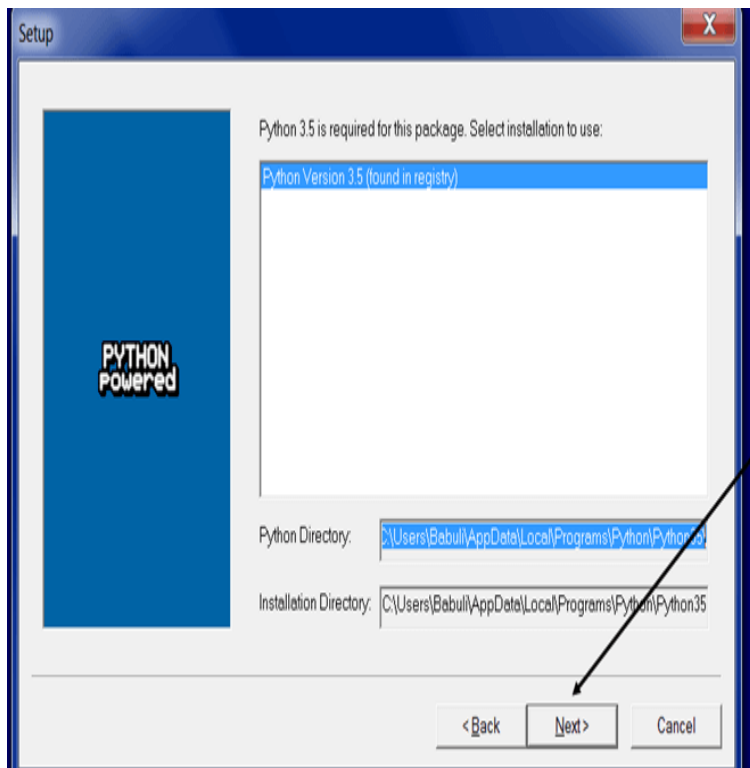 Setup
X
Python 3.5 is required for this package. Select installation to use:
Python Version 3.5 (found in registry)
PYTHON
powered
Python Directory: C:\Users\Babuli\AppData\Local\Programs\Python\Python35\
Installation Directory: C:\Users\Babuli\AppData\Local\Programs\Python\Python35
< Back Next > Cancel